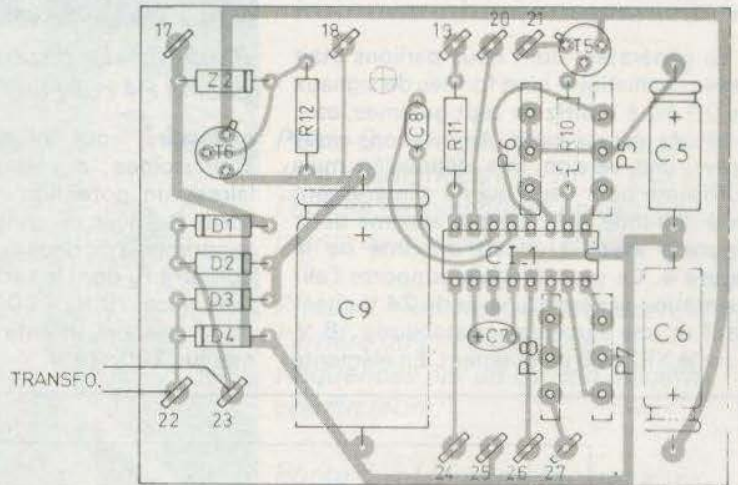 17
18
19
20
21
T5
Z2
R12
C8
R11
P6
R10
P5
C5
T6
D1
D2
D3
D4
C9
CI.1
C7
P8
P7
C6
TRANSFO.
22
23
24
25
26
27